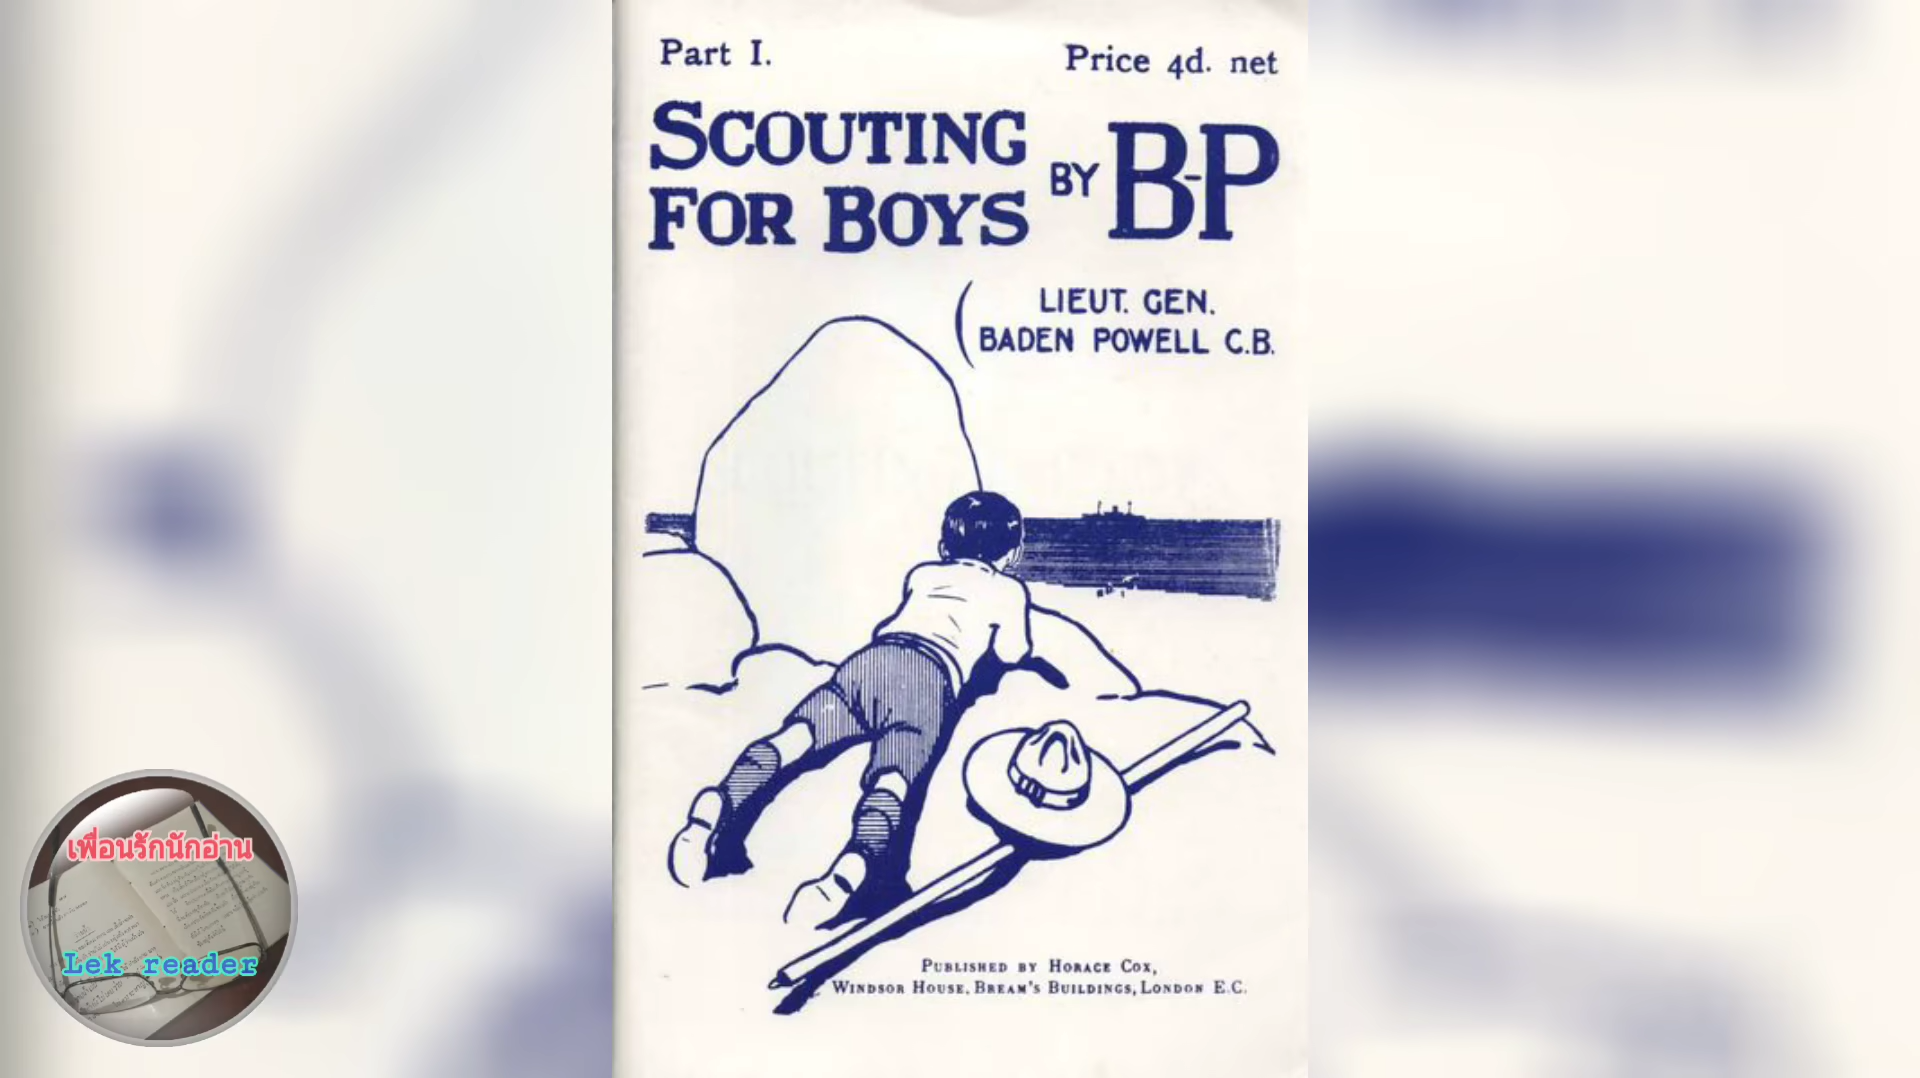 Part I.
Price 4d. net
SCOUTING
FOR BOYS
BY B-P
(LIEUT. GEN.
BADEN POWELL C.B.
PUBLISHED BY HORACE COX,
WINDSOR HOUSE, BREAM'S BUILDINGS, LONDON E.C.
เพื่อนรักนักอ่าน
Lek reader